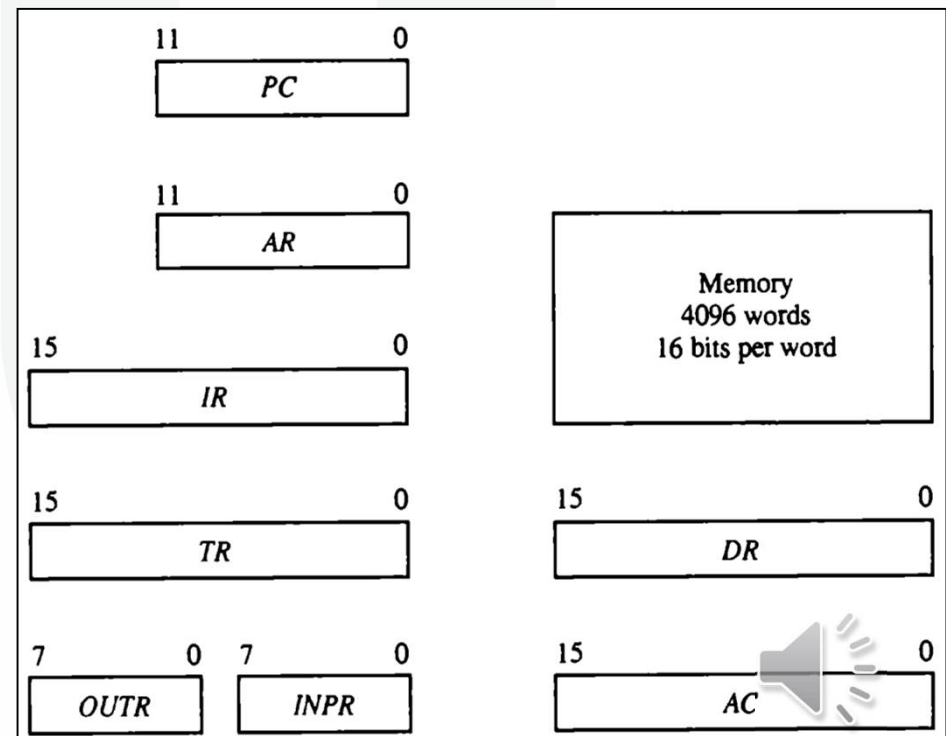 11 0
PC
11 0
AR
Memory
4096 words
16 bits per word
15 0
IR
15 0
TR
15 0
DR
7 0
OUTR
7 0
INPR
15 0
AC